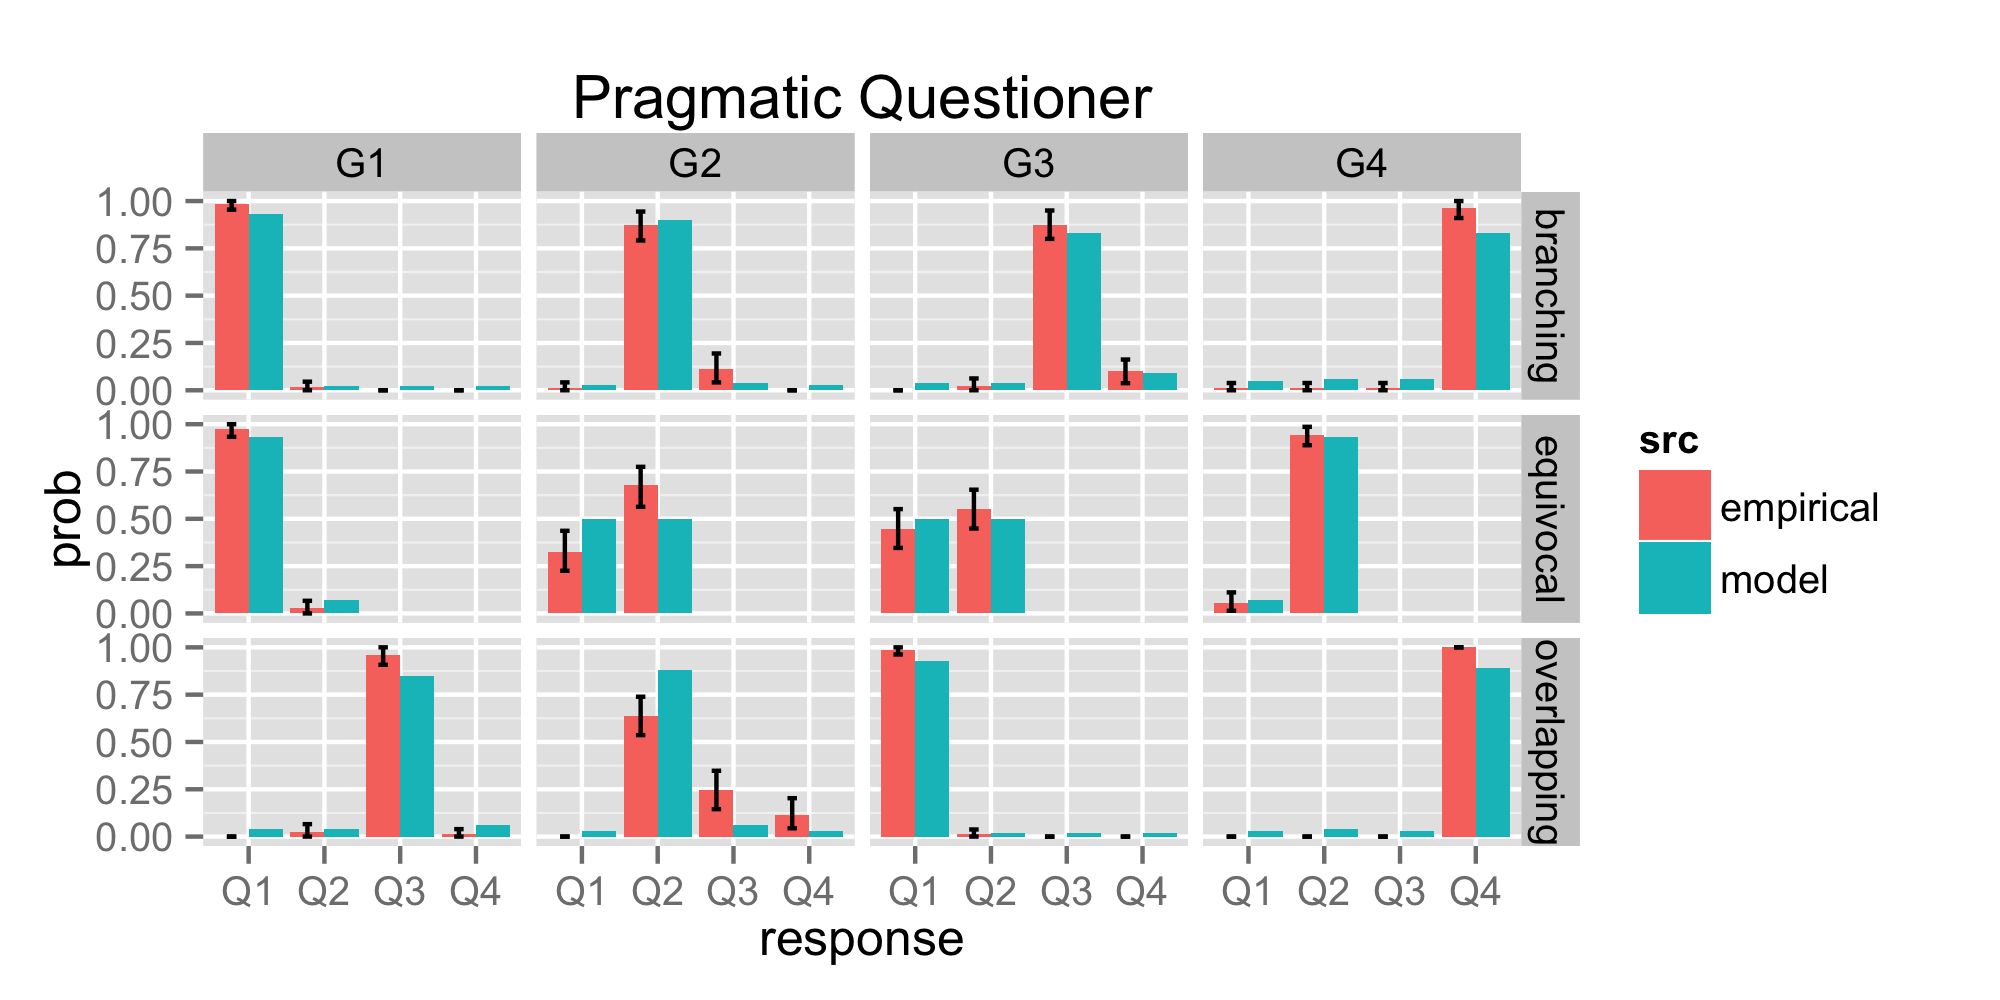 Pragmatic Questioner
G1 G2 G3 G4
1.00
0.75
0.50
0.25
0.00
branching
1.00
0.75
0.50
0.25
0.00
equivocal
1.00
0.75
0.50
0.25
0.00
overlapping
prob
Q1 Q2 Q3 Q4 Q1 Q2 Q3 Q4 Q1 Q2 Q3 Q4 Q1 Q2 Q3 Q4
response
src
empirical
model